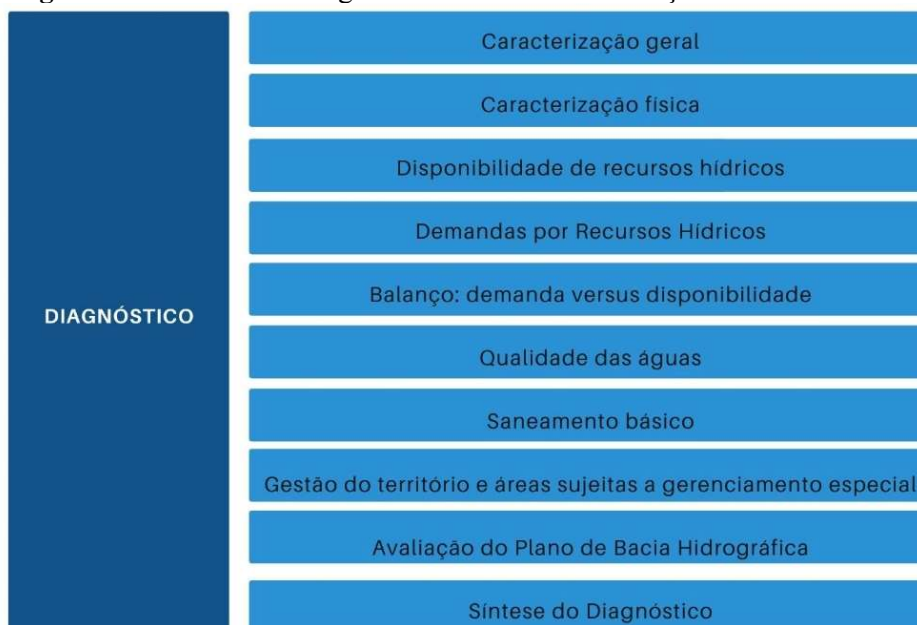 DIAGNÓSTICO
Caracterização geral
Caracterização física
Disponibilidade de recursos hídricos
Demandas por Recursos Hídricos
Balanço: demanda versus disponibilidade
Qualidade das águas
Saneamento básico
Gestão do território e áreas sujeitas a gerenciamento especial
Avaliação do Plano de Bacia Hidrográfica
Síntese do Diagnóstico